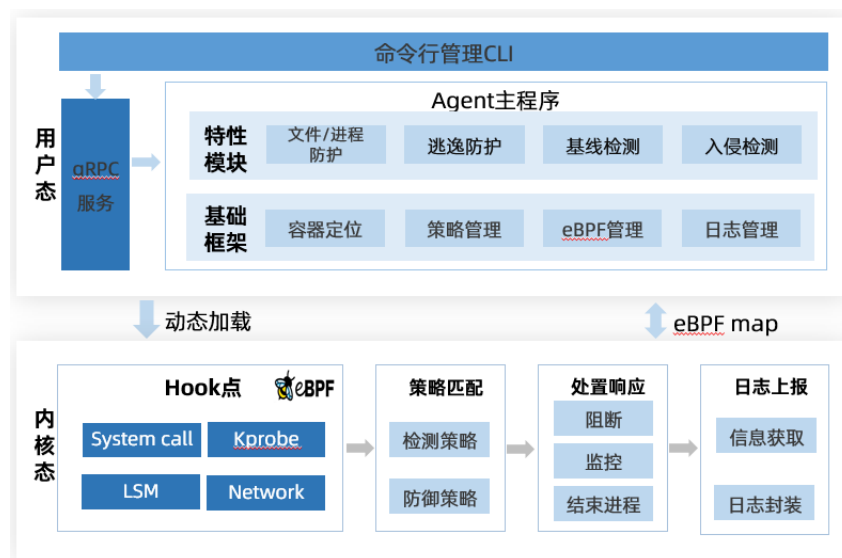 命令行管理CLI
用户态
gRPC
服务
Agent主程序
特性
模块
文件/进程
防护
逃逸防护
基线检测
入侵检测
基础
框架
容器定位
策略管理
eBPF管理
日志管理
动态加载
eBPF map
内核态
Hook点
eBPF
System call
Kprobe
LSM
Network
策略匹配
检测策略
防御策略
处置响应
阻断
监控
结束进程
日志上报
信息获取
日志封装